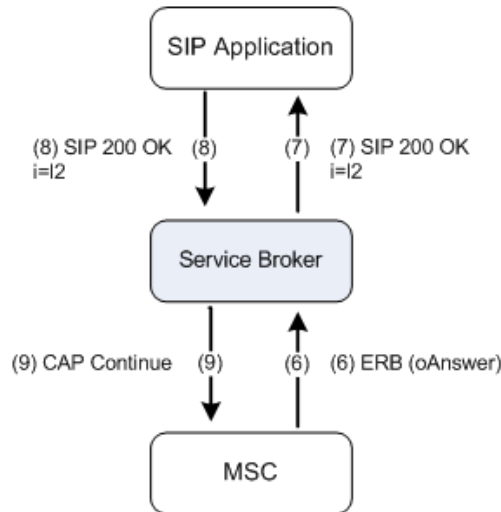 SIP Application
(8) SIP 200 OK
i=I2
(8)
(7)
(7) SIP 200 OK
i=I2
Service Broker
(9) CAP Continue
(9)
(6)
(6) ERB (oAnswer)
MSC